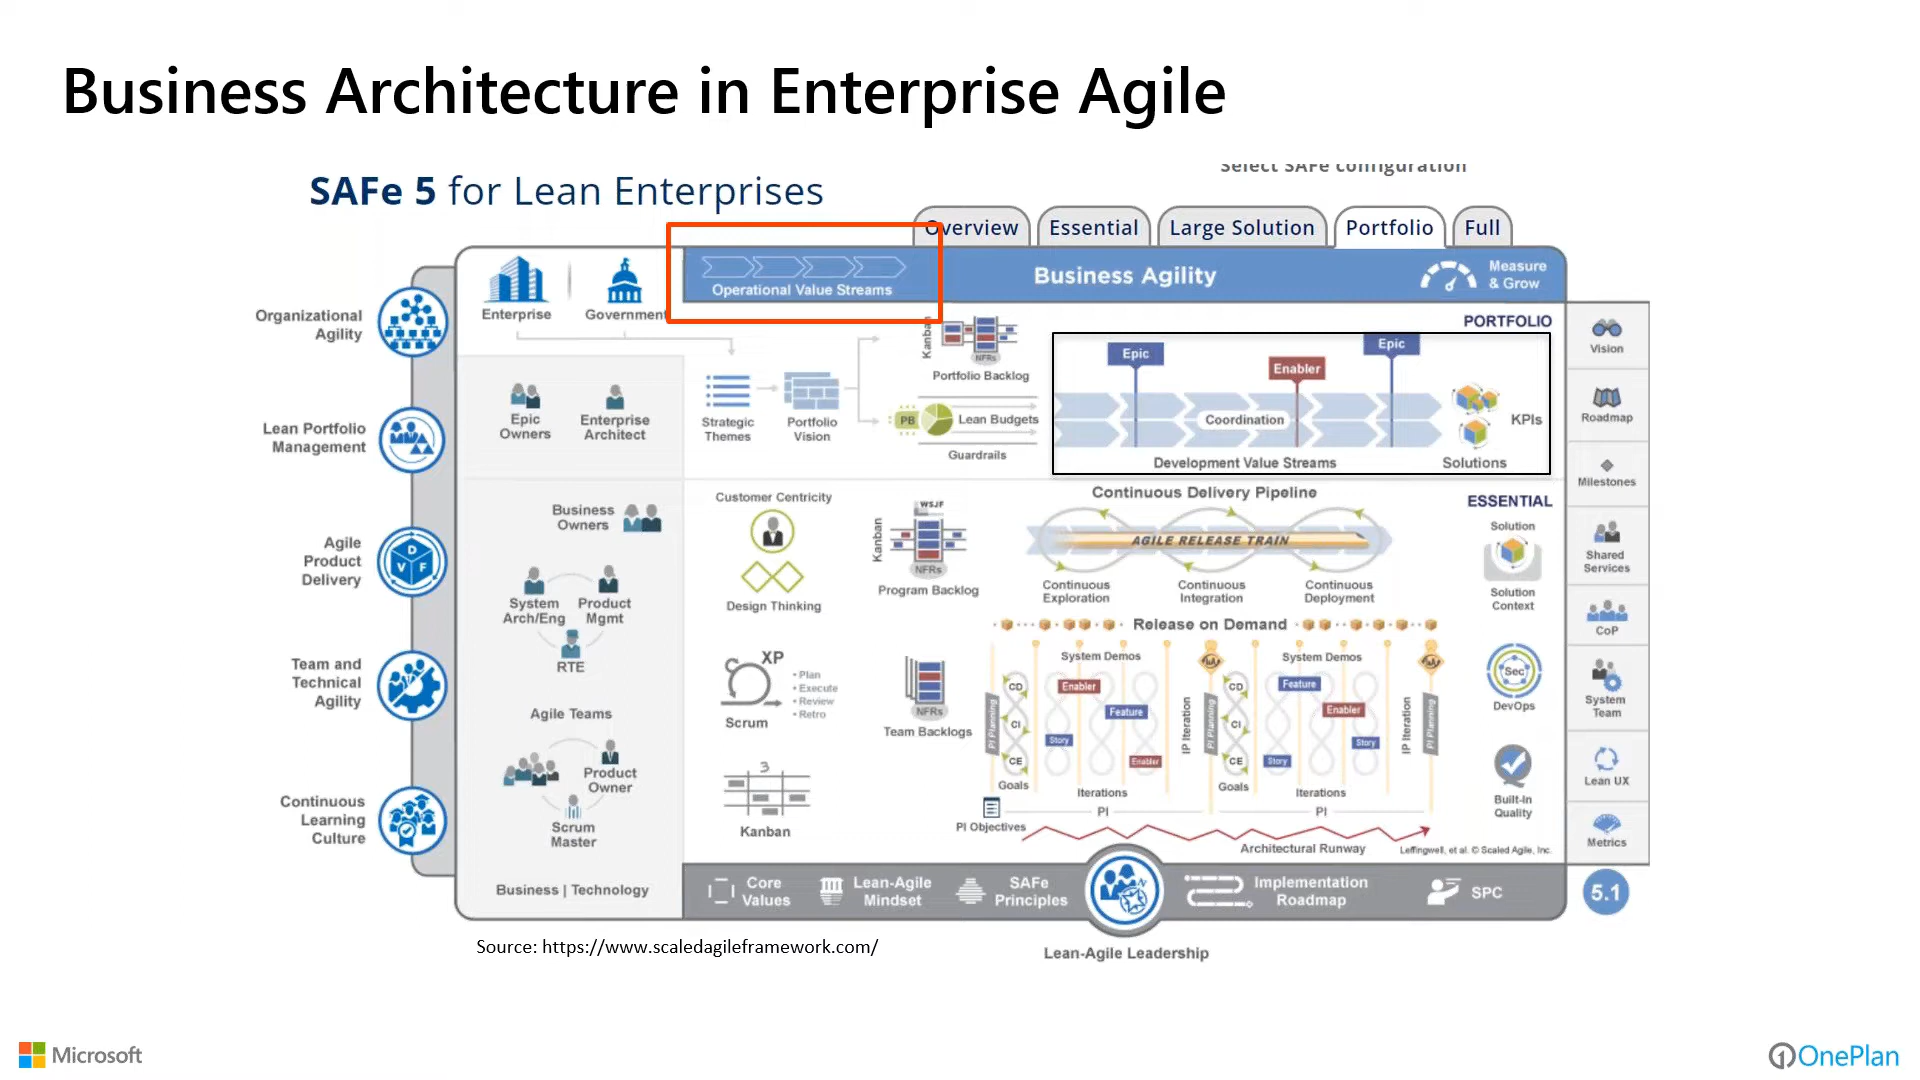 Business Architecture in Enterprise Agile
Select SAFe configuration
SAFe 5 for Lean Enterprises
Overview
Essential
Large Solution
Portfolio
Full
Organizational
Agility
Lean Portfolio
Management
Agile
Product
Delivery
Team and
Technical
Agility
Continuous
Learning
Culture
Enterprise
Government
Operational Value Streams
Business Agility
Measure
& Grow
PORTFOLIO
Epic
Owners
Enterprise
Architect
Strategic
Themes
Portfolio
Vision
Kanban
NFRs
Portfolio Backlog
PB
Lean Budgets
Guardrails
Epic
Enabler
Epic
Coordination
KPIs
Development Value Streams
Solutions
Business
Owners
System
Arch/Eng
Product
Mgmt
RTE
Agile Teams
Product
Owner
Scrum
Master
Business | Technology
Customer Centricity
Design Thinking
XP
• Plan
• Execute
• Review
• Retro
Scrum
3
Kanban
WSJF
Kanban
NFRs
Program Backlog
NFRs
Team Backlogs
Continuous Delivery Pipeline
AGILE RELEASE TRAIN
Continuous
Exploration
Continuous
Integration
Continuous
Deployment
ESSENTIAL
Solution
Solution
Context
Release on Demand
System Demos
System Demos
PI Planning
CD
CI
CE
Goals
Enabler
Feature
Story
Enabler
Iterations
IP Iteration
PI Planning
CD
CI
CE
Goals
Feature
Enabler
Story
Story
Iterations
IP Iteration
PI Planning
PI
PI
PI Objectives
Architectural Runway
Leffingwell, et al. © Scaled Agile, Inc.
Sec
DevOps
Built-In
Quality
Vision
Roadmap
Milestones
Shared
Services
CoP
System
Team
Lean UX
Metrics
5.1
Core
Values
Lean-Agile
Mindset
SAFe
Principles
Implementation
Roadmap
SPC
Lean-Agile Leadership
D
V F
N
Source: https://www.scaledagileframework.com/
Microsoft
OnePlan